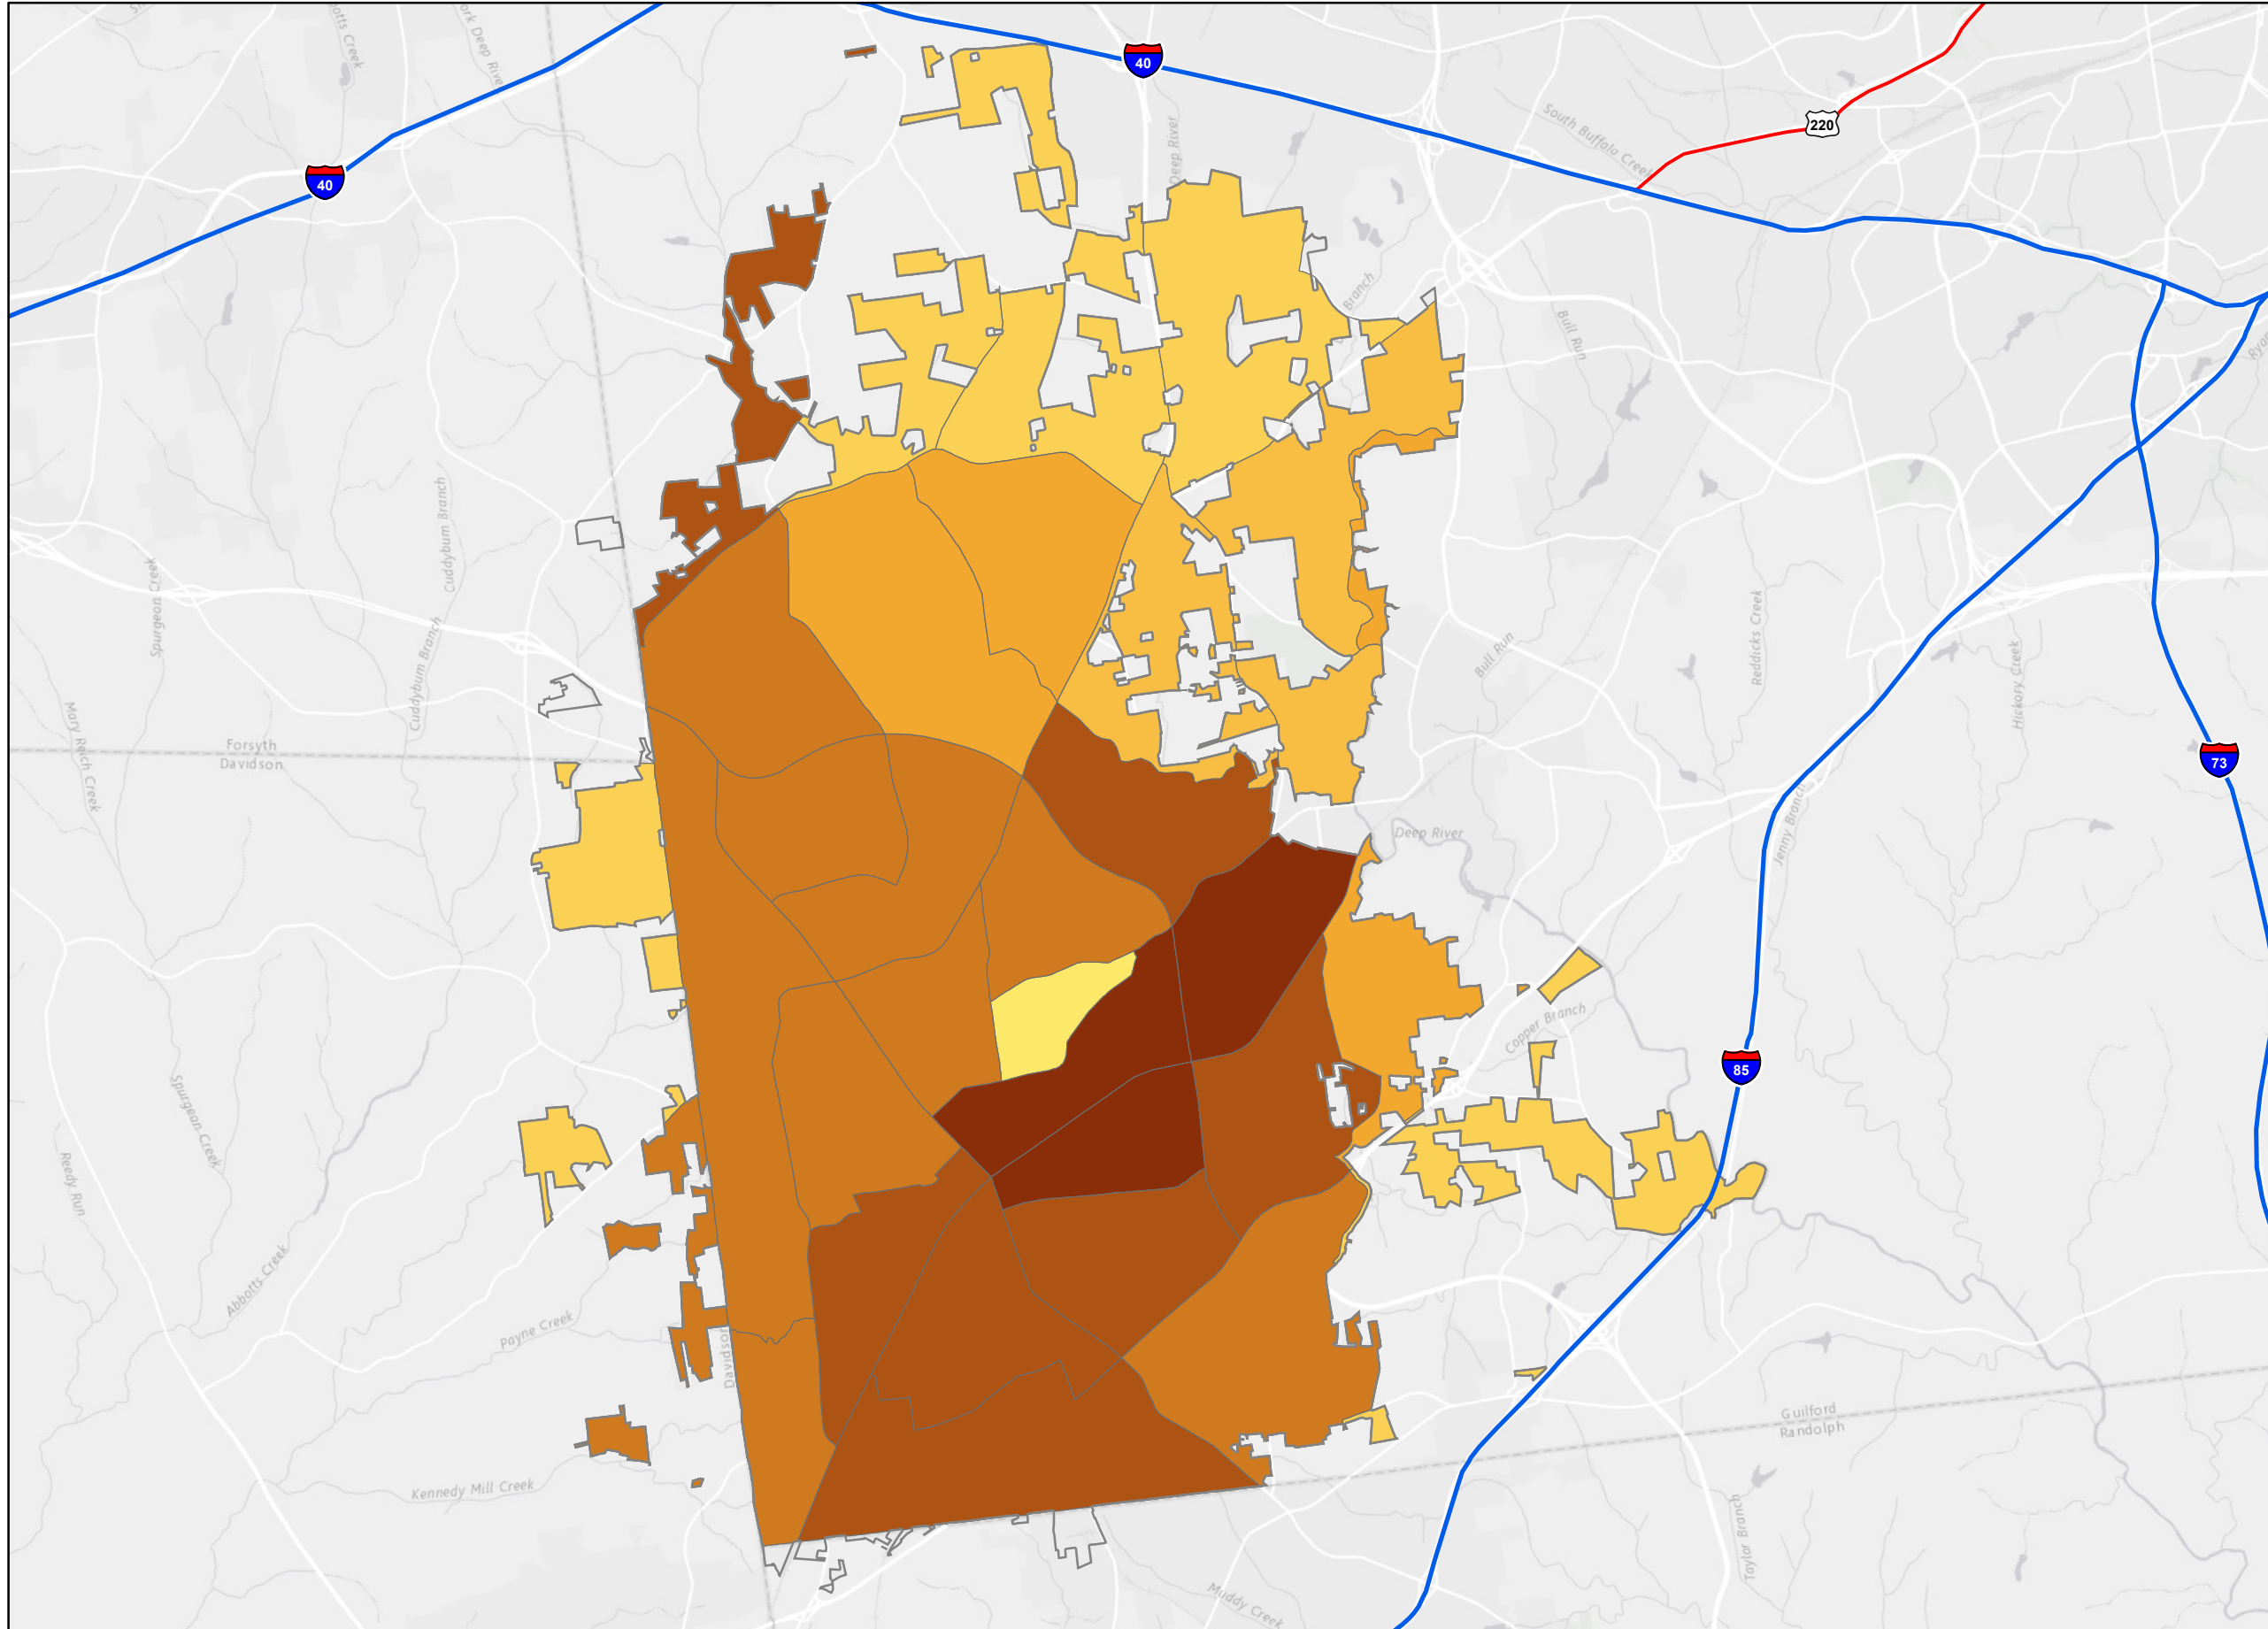 40
Deep River
South Buffalo Creek
220
40
Branch
Bull Run
Cuddyburn Branch
Spurgeon Creek
Reddicks Creek
Cuddyburn Branch
Bull Run
Hickory Creek
Mary Reich Creek
Forsyth
Davidson
73
Jenny Branch
Deep River
Copper Branch
85
Spurgeon Creek
Reedy Run
Abbotts Creek
Payne Creek
Davidson
Guilford
Randolph
Kennedy Mill Creek
Taylor Branch
Muddy Creek